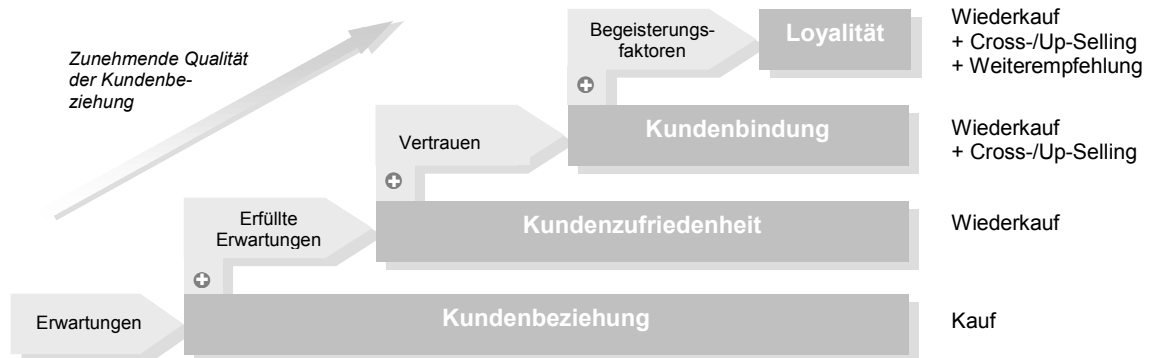 Begeisterungs-
faktoren
Loyalität
Wiederkauf
+ Cross-/Up-Selling
+ Weiterempfehlung
Zunehmende Qualität
der Kundenbe-
ziehung
Vertrauen
Kundenbindung
Wiederkauf
+ Cross-/Up-Selling
Erfüllte
Erwartungen
Kundenzufriedenheit
Wiederkauf
Erwartungen
Kundenbeziehung
Kauf